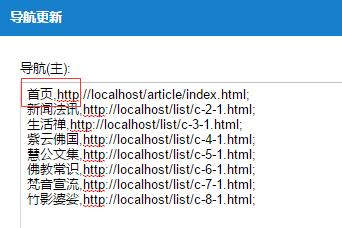 导航更新
导航(主):
首页,http://localhost/article/index.html;
新闻法讯,http://localhost/list/c-2-1.html;
生活禅,http://localhost/list/c-3-1.html;
紫云佛国,http://localhost/list/c-4-1.html;
慧公文集,http://localhost/list/c-5-1.html;
佛教常识,http://localhost/list/c-6-1.html;
梵音宣流,http://localhost/list/c-7-1.html;
竹影婆娑,http://localhost/list/c-8-1.html;